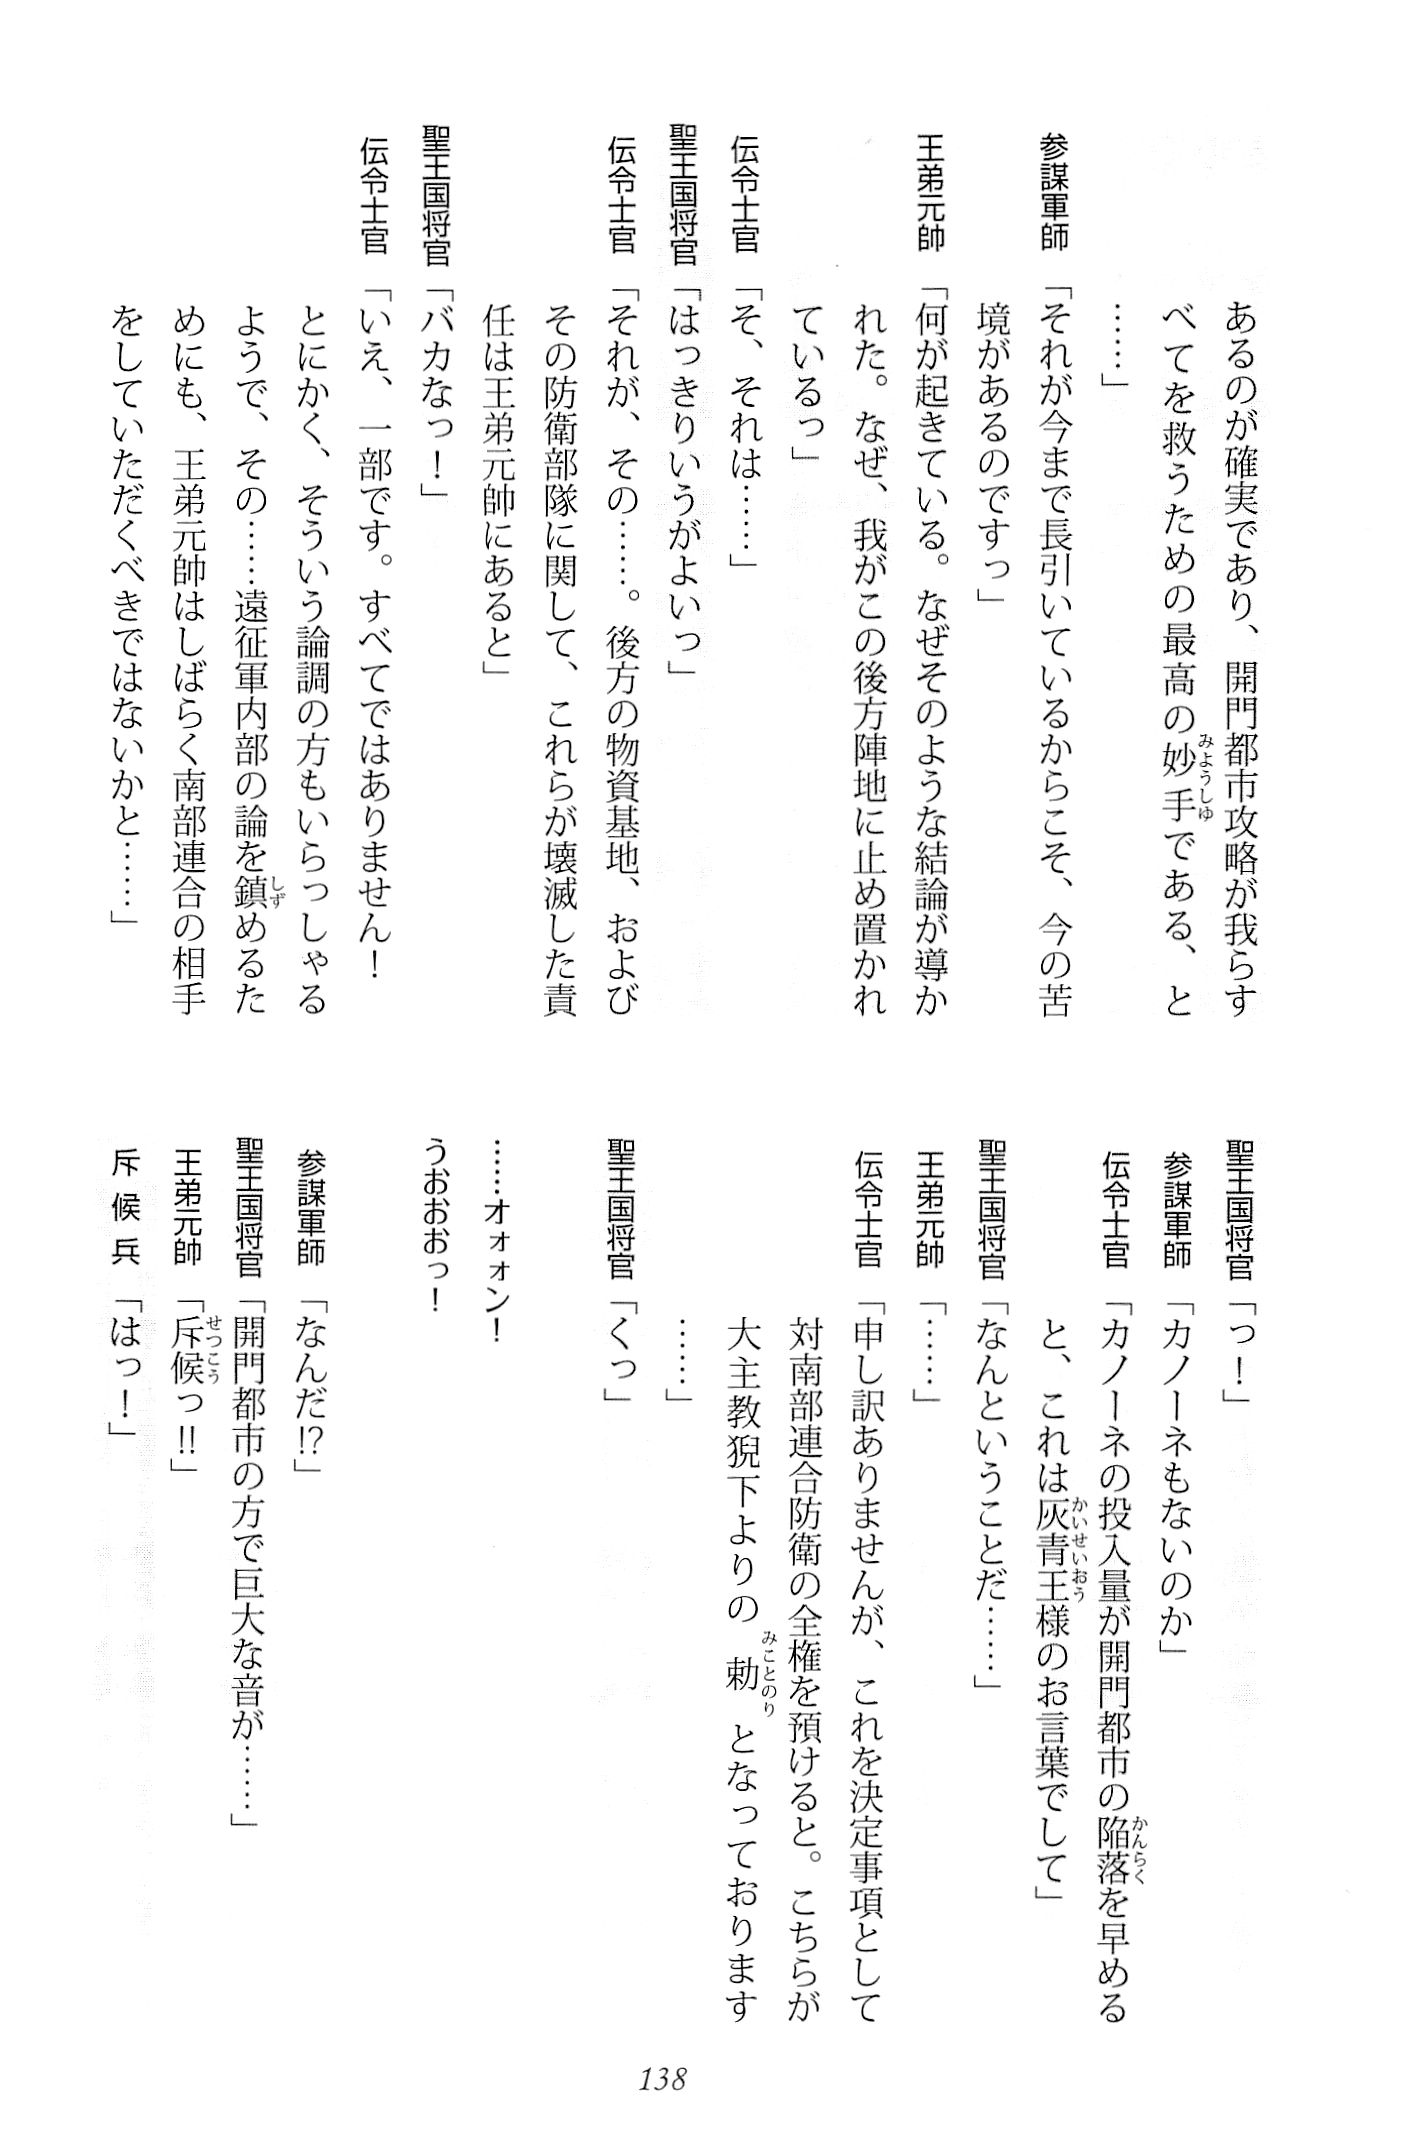 あるのが確実であり、開門都市攻略が我らす
べてを救うための最高の妙手である、と
……」
参謀軍師「それが今まで長引いているからこそ、今の苦
境があるのですっ」
王弟元帥「何が起きている。なぜそのような結論が導か
れた。なぜ、我がこの後方陣地に止め置かれ
ているっ」
伝令士官「そ、それは……」
聖王国将官「はっきりいうがよいっ」
伝令士官「それが、その……。後方の物資基地、および
その防衛部隊に関して、これらが壊滅した責
任は王弟元帥にあると」
聖王国将官「バカなっ！」
伝令士官「いえ、一部です。すべてではありません！
とにかく、そういう論調の方もいらっしゃる
ようで、その……遠征軍内部の論を鎮めるた
めにも、王弟元帥はしばらく南部連合の相手
をしていただくべきではないかと……」
聖王国将官「っ！」
参謀軍師「カノーネもないのか」
伝令士官「カノーネの投入量が開門都市の陥落を早める
と、これは灰青王様のお言葉でして」
聖王国将官「なんということだ……」
王弟元帥「……」
伝令士官「申し訳ありませんが、これを決定事項として
対南部連合防衛の全権を預けると。こちらが
大主教猊下よりの勅となっております
……」
聖王国将官「くっ」
……オォォン！
うおおおっ！
参謀軍師「なんだ!?」
聖王国将官「開門都市の方で巨大な音が……」
王弟元帥「斥候っ!!」
斥候兵「はっ！」
138